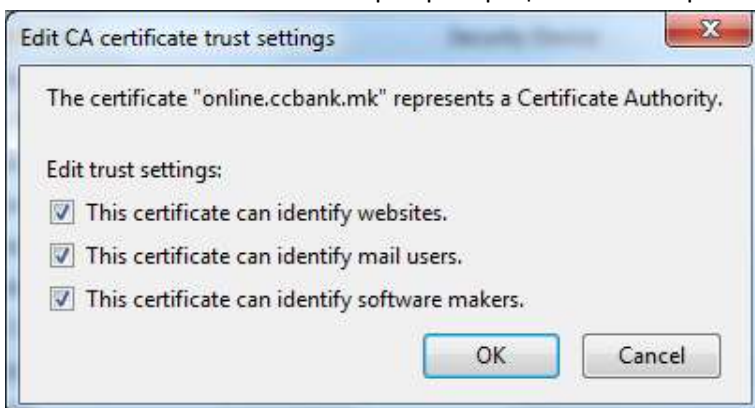 Edit CA certificate trust settings
The certificate "online.ccbank.mk" represents a Certificate Authority.
Edit trust settings:
This certificate can identify websites.
This certificate can identify mail users.
This certificate can identify software makers.
OK
Cancel